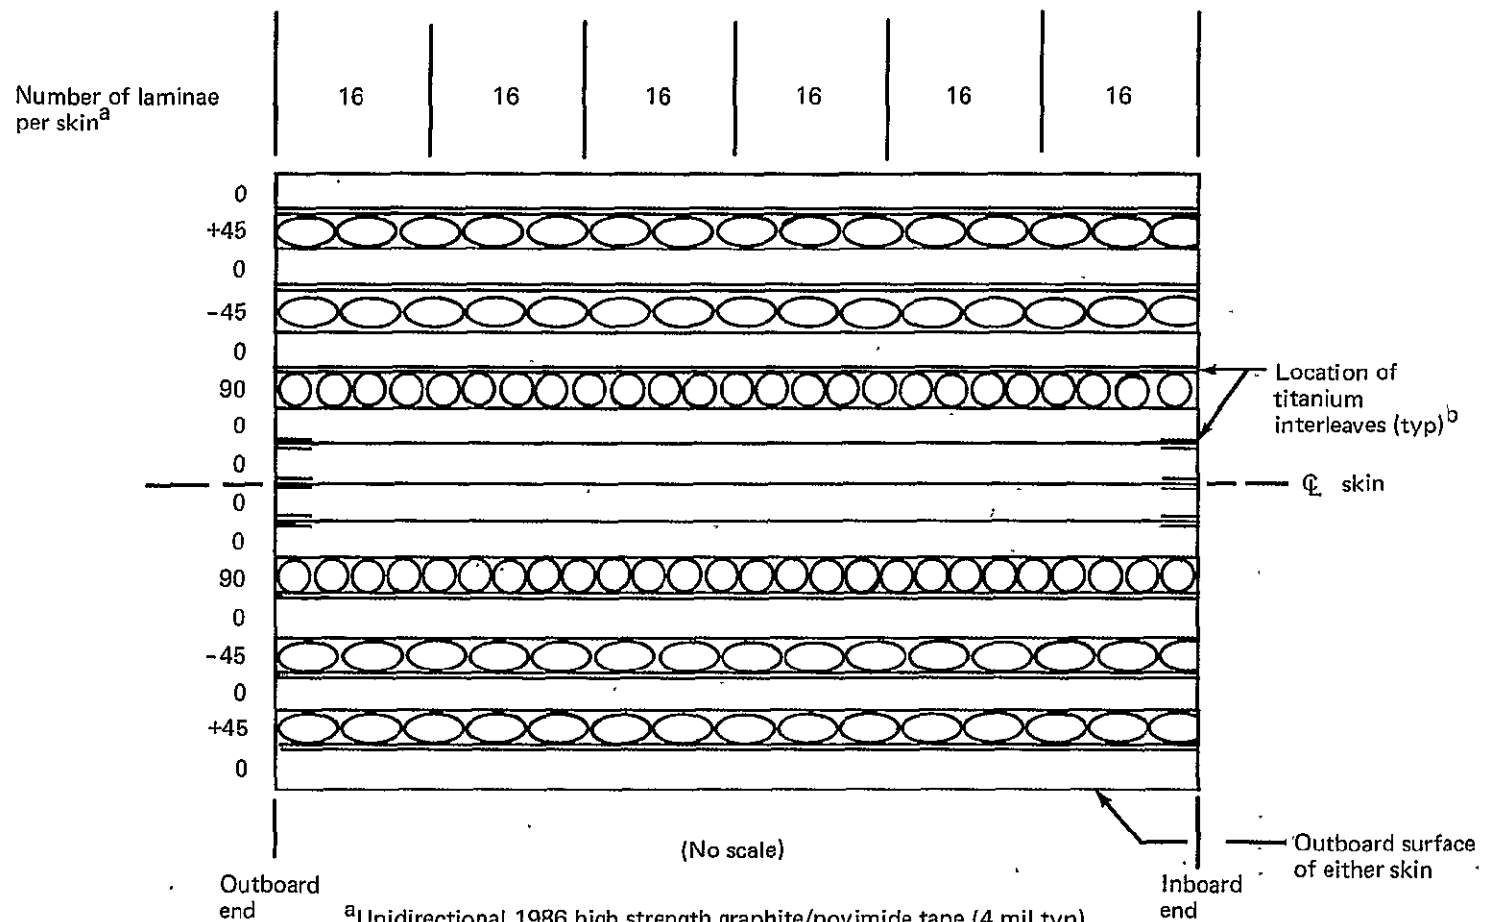 Number of laminae
per skin^a
16 16 16 16 16 16
0
+45
0
-45
0
90
0
0
0
0
90
0
-45
0
+45
0
Location of
titanium
interleaves (typ)^b
℄ skin
(No scale)
Outboard surface
of either skin
Outboard
end
Inboard
end
^aUnidirectional 1986 high strength graphite/poyimide tape (4 mil typ)